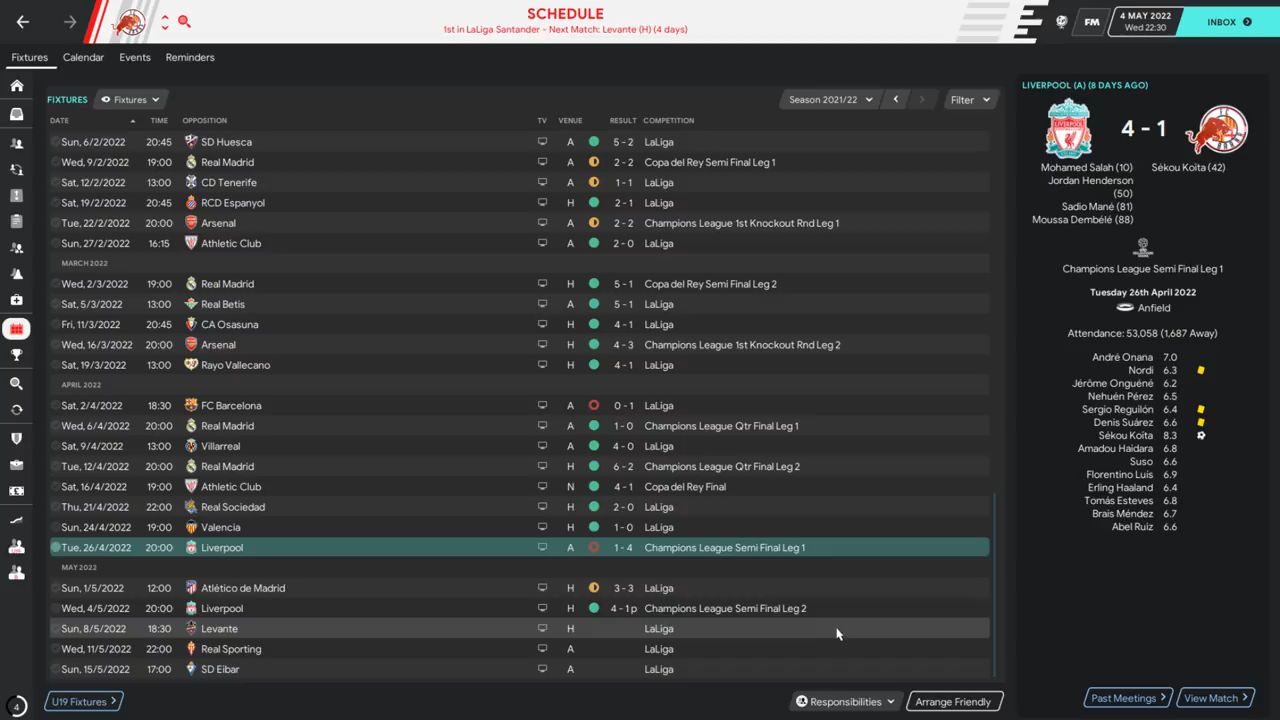 SCHEDULE
1st in LaLiga Santander - Next Match: Levante (H) (4 days)
FM
4 MAY 2022
Wed 22:30
INBOX
Fixtures Calendar Events Reminders
FIXTURES Fixtures Season 2021/22 Filter
DATE TIME OPPOSITION TV VENUE RESULT COMPETITION
Sun, 6/2/2022 20:45 SD Huesca A 5 - 2 LaLiga
Wed, 9/2/2022 19:00 Real Madrid A 2 - 2 Copa del Rey Semi Final Leg 1
Sat, 12/2/2022 13:00 CD Tenerife A 1 - 1 LaLiga
Sat, 19/2/2022 20:45 RCD Espanyol H 2 - 1 LaLiga
Tue, 22/2/2022 20:00 Arsenal A 2 - 2 Champions League 1st Knockout Rnd Leg 1
Sun, 27/2/2022 16:15 Athletic Club A 2 - 0 LaLiga
MARCH 2022
Wed, 2/3/2022 19:00 Real Madrid H 5 - 1 Copa del Rey Semi Final Leg 2
Sat, 5/3/2022 13:00 Real Betis A 5 - 1 LaLiga
Fri, 11/3/2022 20:45 CA Osasuna H 4 - 1 LaLiga
Wed, 16/3/2022 20:00 Arsenal H 4 - 3 Champions League 1st Knockout Rnd Leg 2
Sat, 19/3/2022 13:00 Rayo Vallecano H 4 - 1 LaLiga
APRIL 2022
Sat, 2/4/2022 18:30 FC Barcelona A 0 - 1 LaLiga
Wed, 6/4/2022 20:00 Real Madrid A 1 - 0 Champions League Qtr Final Leg 1
Sat, 9/4/2022 13:00 Villarreal A 4 - 0 LaLiga
Tue, 12/4/2022 20:00 Real Madrid H 6 - 2 Champions League Qtr Final Leg 2
Sat, 16/4/2022 19:00 Athletic Club N 4 - 1 Copa del Rey Final
Thu, 21/4/2022 22:00 Real Sociedad H 2 - 0 LaLiga
Sun, 24/4/2022 19:00 Valencia H 1 - 0 LaLiga
Tue, 26/4/2022 20:00 Liverpool A 1 - 4 Champions League Semi Final Leg 1
MAY 2022
Sun, 1/5/2022 12:00 Atlético de Madrid H 3 - 3 LaLiga
Wed, 4/5/2022 20:00 Liverpool H 4 - 1 p Champions League Semi Final Leg 2
Sun, 8/5/2022 18:30 Levante H LaLiga
Wed, 11/5/2022 22:00 Real Sporting A LaLiga
Sun, 15/5/2022 17:00 SD Eibar A LaLiga
4 U19 Fixtures Responsibilities Arrange Friendly
LIVERPOOL (A) (8 DAYS AGO)
4 - 1
Mohamed Salah (10) Sékou Koïta (42)
Jordan Henderson
(50)
Sadio Mané (81)
Moussa Dembélé (88)
Champions League Semi Final Leg 1
Tuesday 26th April 2022
Anfield
Attendance: 53,058 (1,687 Away)
André Onana 7.0
Nordi 6.3
Jérôme Onguéné 6.2
Nehuén Pérez 6.5
Sergio Reguilón 6.4
Denis Suárez 6.6
Sékou Koïta 8.3
Amadou Haidara 6.8
Suso 6.6
Florentino Luís 6.9
Erling Haaland 6.4
Tomás Esteves 6.8
Brais Méndez 6.7
Abel Ruiz 6.6
Past Meetings View Match